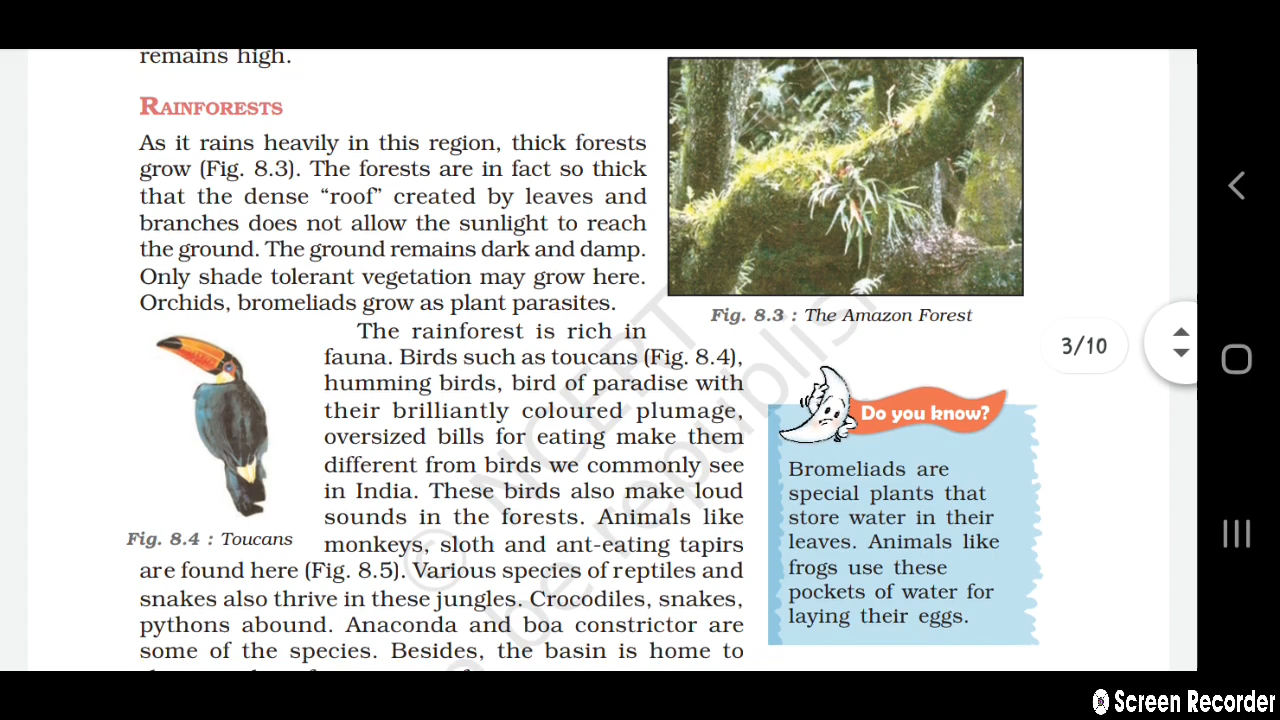 remains high.
RAINFORESTS
As it rains heavily in this region, thick forests
grow (Fig. 8.3). The forests are in fact so thick
that the dense “roof” created by leaves and
branches does not allow the sunlight to reach
the ground. The ground remains dark and damp.
Only shade tolerant vegetation may grow here.
Orchids, bromeliads grow as plant parasites.
Fig. 8.3 : The Amazon Forest
The rainforest is rich in
fauna. Birds such as toucans (Fig. 8.4),
humming birds, bird of paradise with
their brilliantly coloured plumage,
oversized bills for eating make them
different from birds we commonly see
in India. These birds also make loud
sounds in the forests. Animals like
monkeys, sloth and ant-eating tapirs
are found here (Fig. 8.5). Various species of reptiles and
snakes also thrive in these jungles. Crocodiles, snakes,
pythons abound. Anaconda and boa constrictor are
some of the species. Besides, the basin is home to
Fig. 8.4 : Toucans
3/10
Do you know?
Bromeliads are
special plants that
store water in their
leaves. Animals like
frogs use these
pockets of water for
laying their eggs.
© NCERT
be republish
Screen Recorder